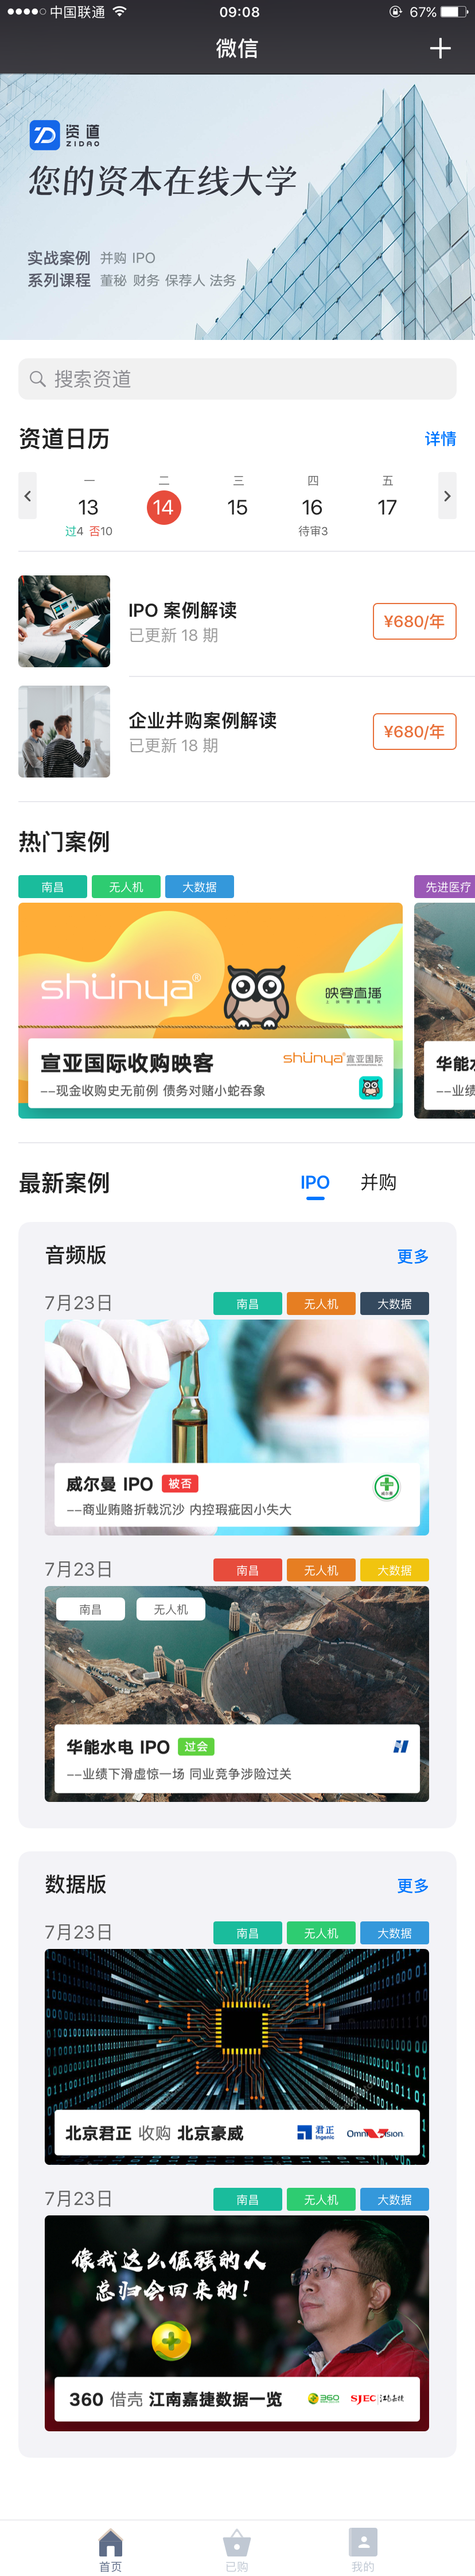 中国联通
09:08
67%
微信
资道
ZIDAO
您的资本在线大学
实战案例 并购 IPO
系列课程 董秘 财务 保荐人 法务
搜索资道
资道日历 详情
一 二 三 四 五
13 14 15 16 17
过4 否10 待审3
IPO 案例解读
已更新 18 期
¥680/年
企业并购案例解读
已更新 18 期
¥680/年
热门案例
南昌 无人机 大数据 先进医疗
shünya®
映客直播
宣亚国际收购映客
shünya® 宣亚国际
––现金收购史无前例 债务对赌小蛇吞象
华能水
––业绩
最新案例 IPO 并购
音频版 更多
7月23日 南昌 无人机 大数据
威尔曼 IPO 被否
威尔曼
––商业贿赂折戟沉沙 内控瑕疵因小失大
7月23日 南昌 无人机 大数据
南昌 无人机
华能水电 IPO 过会
––业绩下滑虚惊一场 同业竞争涉险过关
数据版 更多
7月23日 南昌 无人机 大数据
北京君正 收购 北京豪威
君正
Ingenic
OmniVision.
7月23日 南昌 无人机 大数据
像我这么倔强的人
总归会回来的！
360 借壳 江南嘉捷数据一览
360
SJEC 江南嘉捷
首页 已购 我的